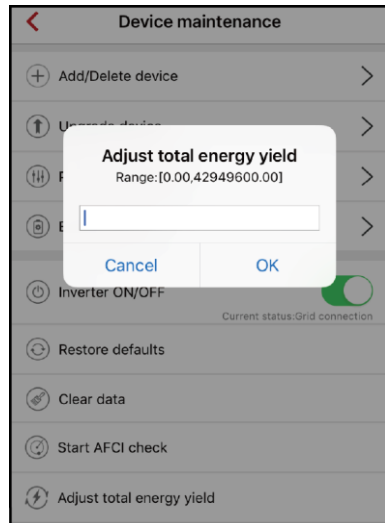 Device maintenance
Add/Delete device
Adjust total energy yield
Range:[0.00,42949600.00]
Cancel
OK
Inverter ON/OFF
Current status:Grid connection
Restore defaults
Clear data
Start AFCI check
Adjust total energy yield